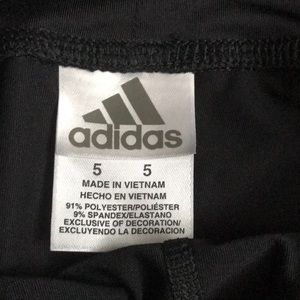 adidas
5 5
MADE IN VIETNAM
HECHO EN VIETNAM
91% POLYESTER/POLIÉSTER
9% SPANDEX/ELASTANO
EXCLUSIVE OF DECORATION/
EXCLUYENDO LA DECORACION